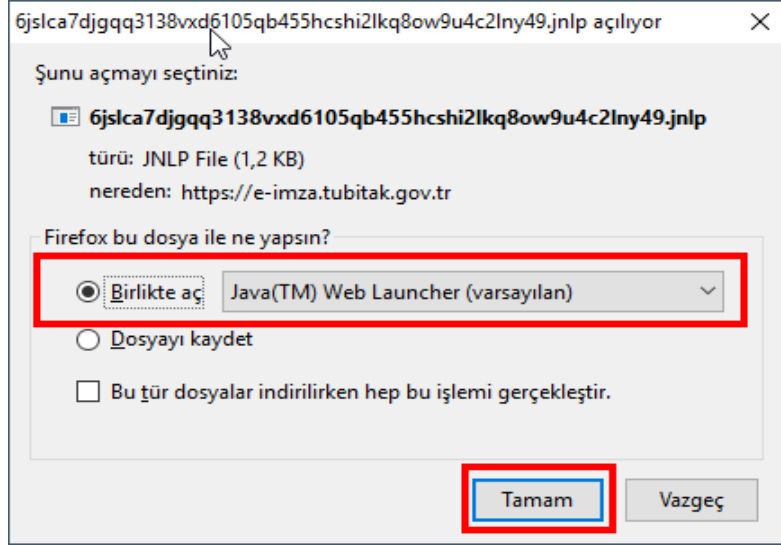 6jslca7djgqq3138vxd6105qb455hcshi2lkq8ow9u4c2lny49.jnlp açılıyor
Şunu açmayı seçtiniz:
6jslca7djgqq3138vxd6105qb455hcshi2lkq8ow9u4c2lny49.jnlp
türü: JNLP File (1,2 KB)
nereden: https://e-imza.tubitak.gov.tr
Firefox bu dosya ile ne yapsın?
Birlikte aç Java(TM) Web Launcher (varsayılan)
Dosyayı kaydet
Bu tür dosyalar indirilirken hep bu işlemi gerçekleştir.
Tamam Vazgeç